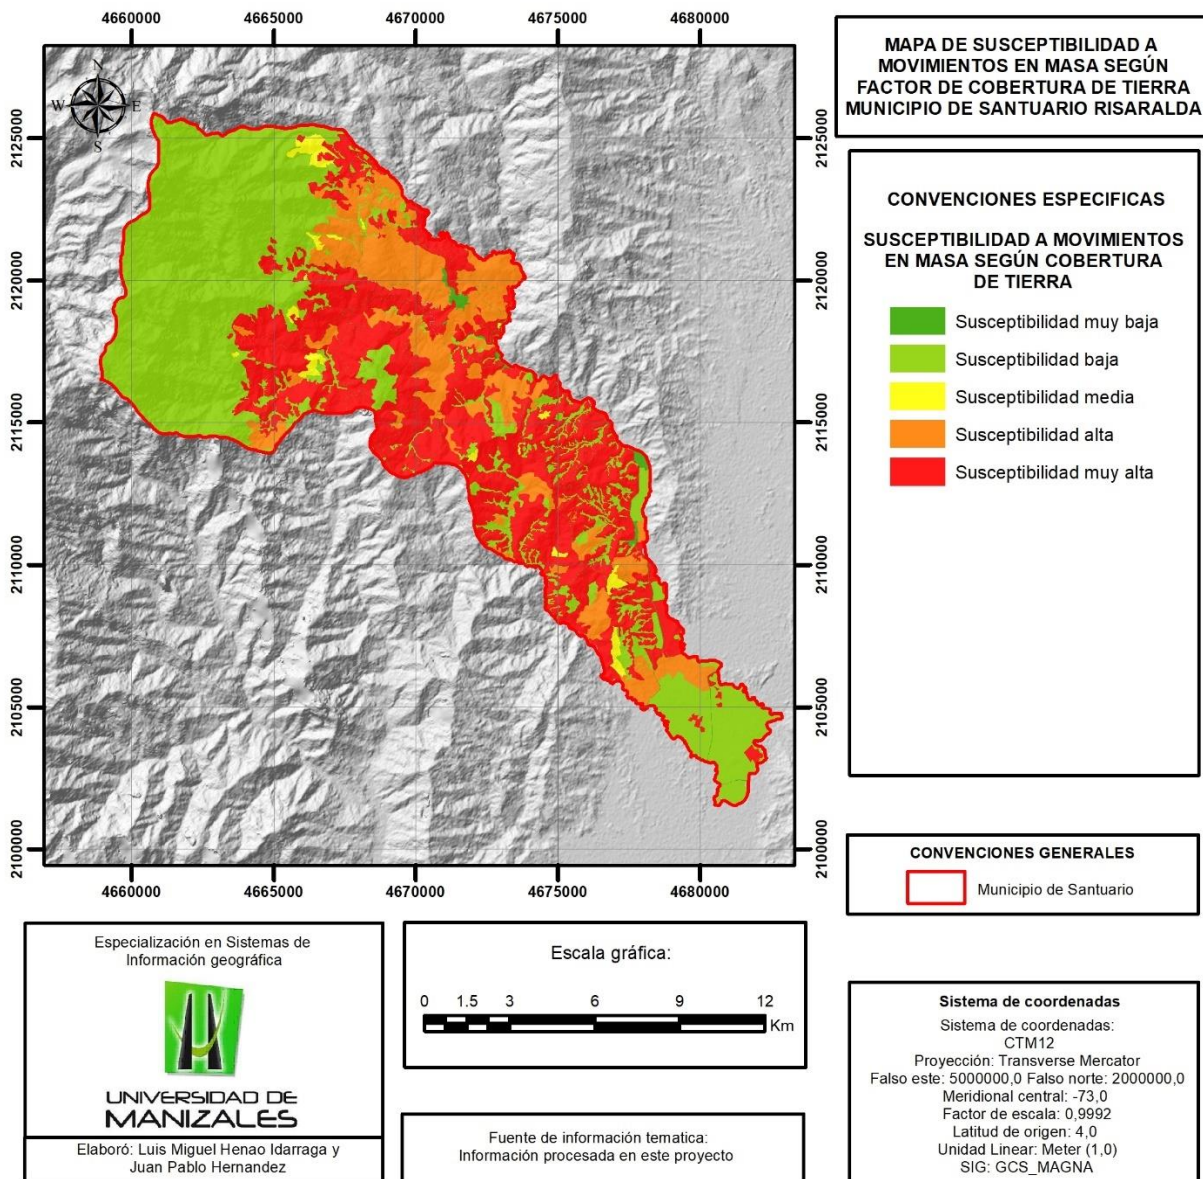 4660000 4665000 4670000 4675000 4680000
MAPA DE SUSCEPTIBILIDAD A
MOVIMIENTOS EN MASA SEGÚN
FACTOR DE COBERTURA DE TIERRA
MUNICIPIO DE SANTUARIO RISARALDA
N
W E
S
2125000 2125000
2120000 2120000
2115000 2115000
2110000 2110000
2105000 2105000
2100000 2100000
4660000 4665000 4670000 4675000 4680000
CONVENCIONES ESPECIFICAS
SUSCEPTIBILIDAD A MOVIMIENTOS
EN MASA SEGÚN COBERTURA
DE TIERRA
Susceptibilidad muy baja
Susceptibilidad baja
Susceptibilidad media
Susceptibilidad alta
Susceptibilidad muy alta
CONVENCIONES GENERALES
Municipio de Santuario
Especialización en Sistemas de
Información geográfica
UNIVERSIDAD DE
MANIZALES
Elaboró: Luis Miguel Henao Idarraga y
Juan Pablo Hernandez
Escala gráfica:
0 1.5 3 6 9 12
Km
Fuente de información tematica:
Información procesada en este proyecto
Sistema de coordenadas
Sistema de coordenadas:
CTM12
Proyección: Transverse Mercator
Falso este: 5000000,0 Falso norte: 2000000,0
Meridional central: -73,0
Factor de escala: 0,9992
Latitud de origen: 4,0
Unidad Linear: Meter (1,0)
SIG: GCS_MAGNA